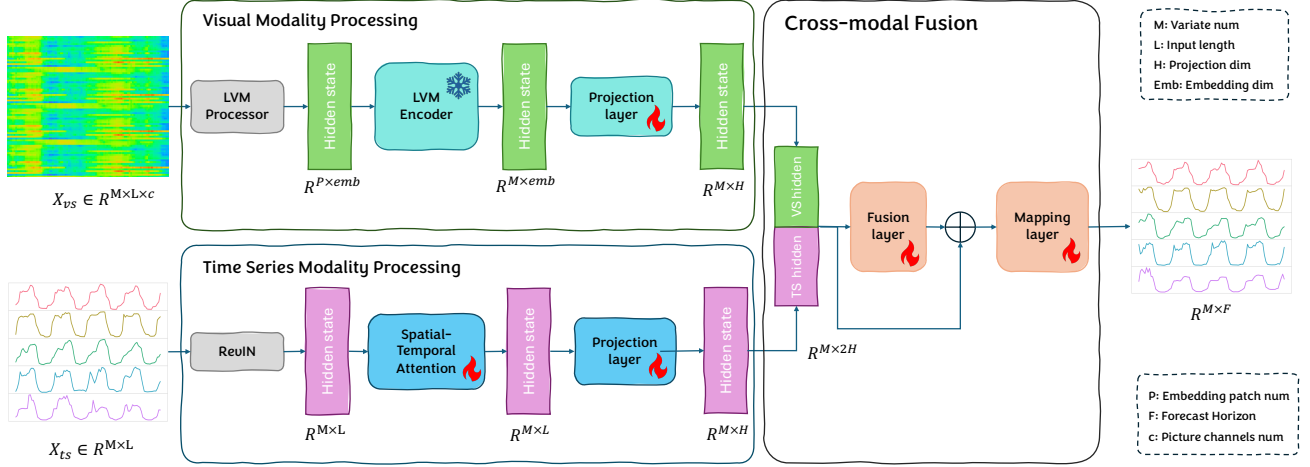 Visual Modality Processing
LVM
Processor
Hidden state
R^{P×emb}
LVM
Encoder
Hidden state
R^{M×emb}
Projection
layer
Hidden state
R^{M×H}
X_{vs} ∈ R^{M×L×c}
Time Series Modality Processing
RevIN
Hidden state
R^{M×L}
Spatial-
Temporal
Attention
Hidden state
R^{M×L}
Projection
layer
Hidden state
R^{M×H}
X_{ts} ∈ R^{M×L}
Cross-modal Fusion
VS hidden
TS hidden
R^{M×2H}
Fusion
layer
Mapping
layer
R^{M×F}
M: Variate num
L: Input length
H: Projection dim
Emb: Embedding dim
P: Embedding patch num
F: Forecast Horizon
c: Picture channels num